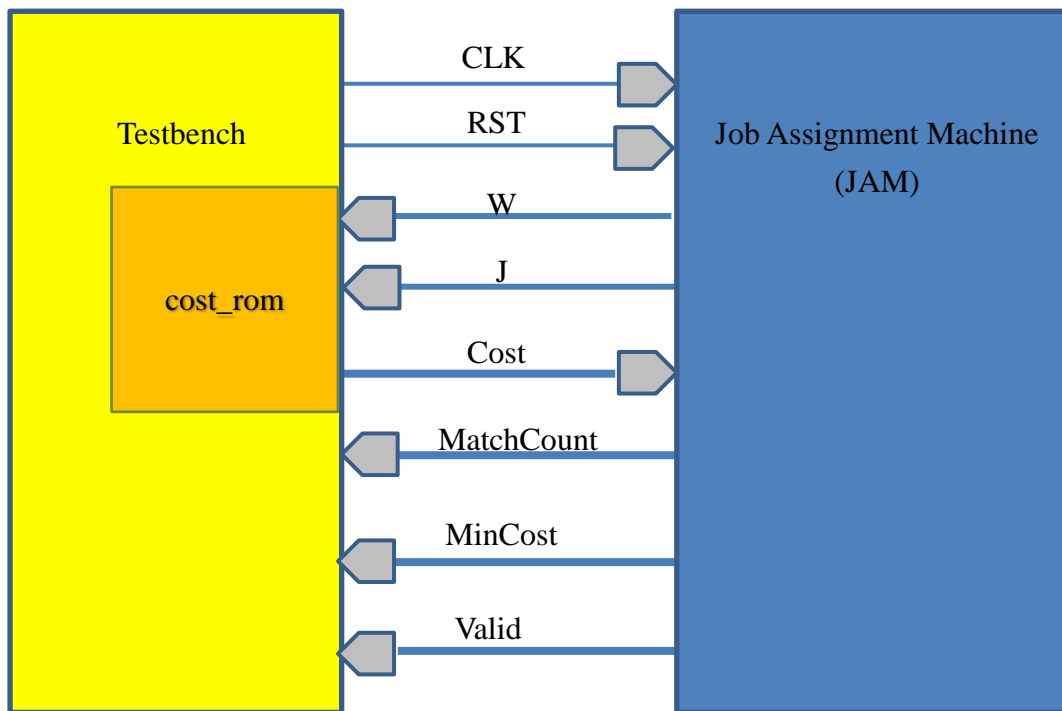 CLK
Testbench
RST
Job Assignment Machine
(JAM)
W
J
cost_rom
Cost
MatchCount
MinCost
Valid